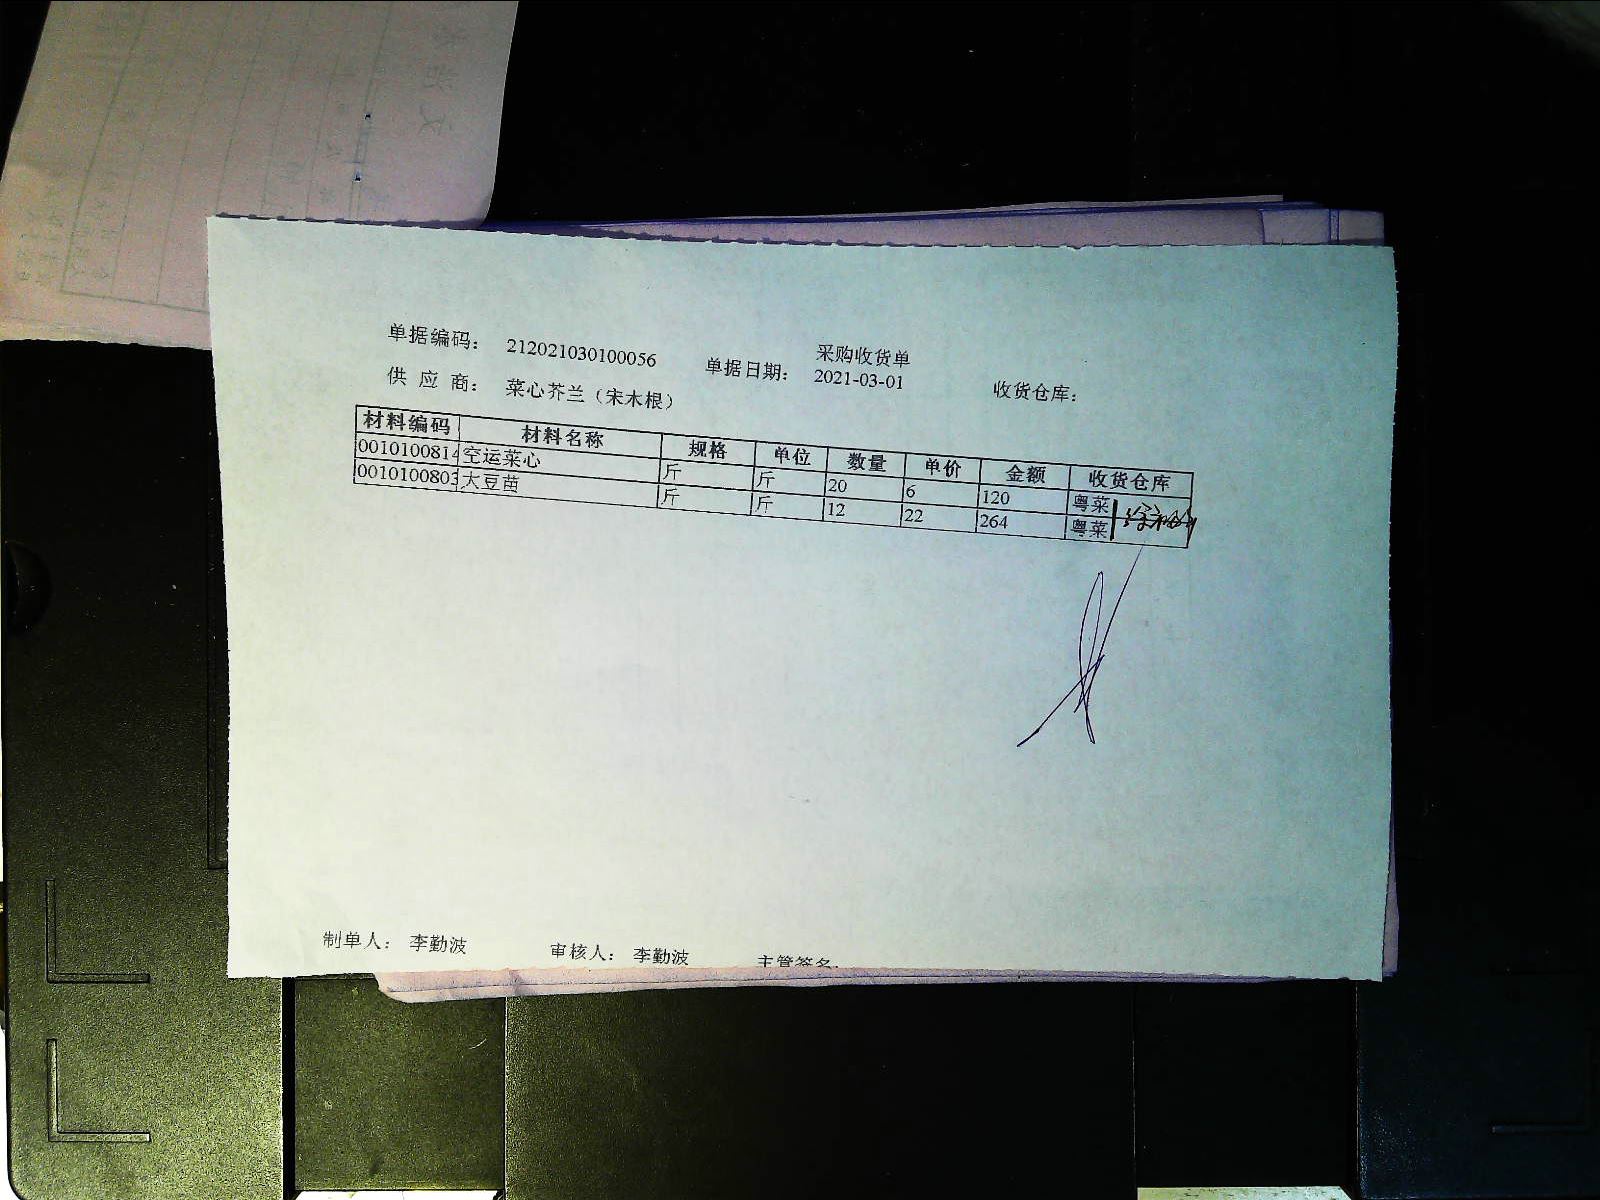 采购收货单
单据编码： 212021030100056 单据日期： 2021-03-01 收货仓库：
供 应 商： 菜心芥兰（宋木根）
材料编码 材料名称 规格 单位 数量 单价 金额 收货仓库
0010100814 空运菜心 斤 斤 20 6 120 粤菜
0010100803 大豆苗 斤 斤 12 22 264 粤菜
制单人： 李勤波 审核人： 李勤波 主管签名: